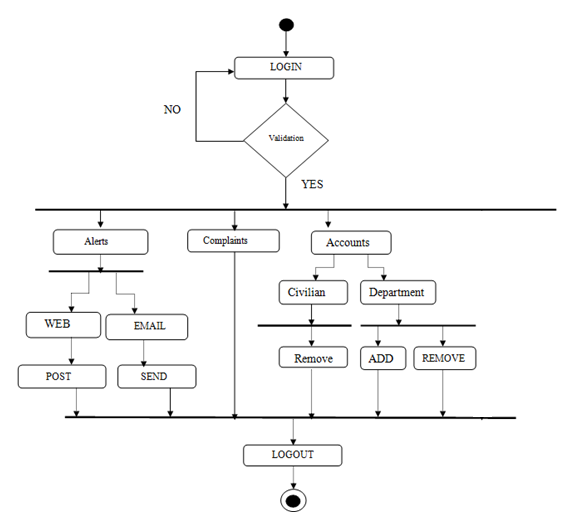 LOGIN
NO
Validation
YES
Alerts
Complaints
Accounts
Civilian
Department
WEB
EMAIL
Remove
ADD
REMOVE
POST
SEND
LOGOUT